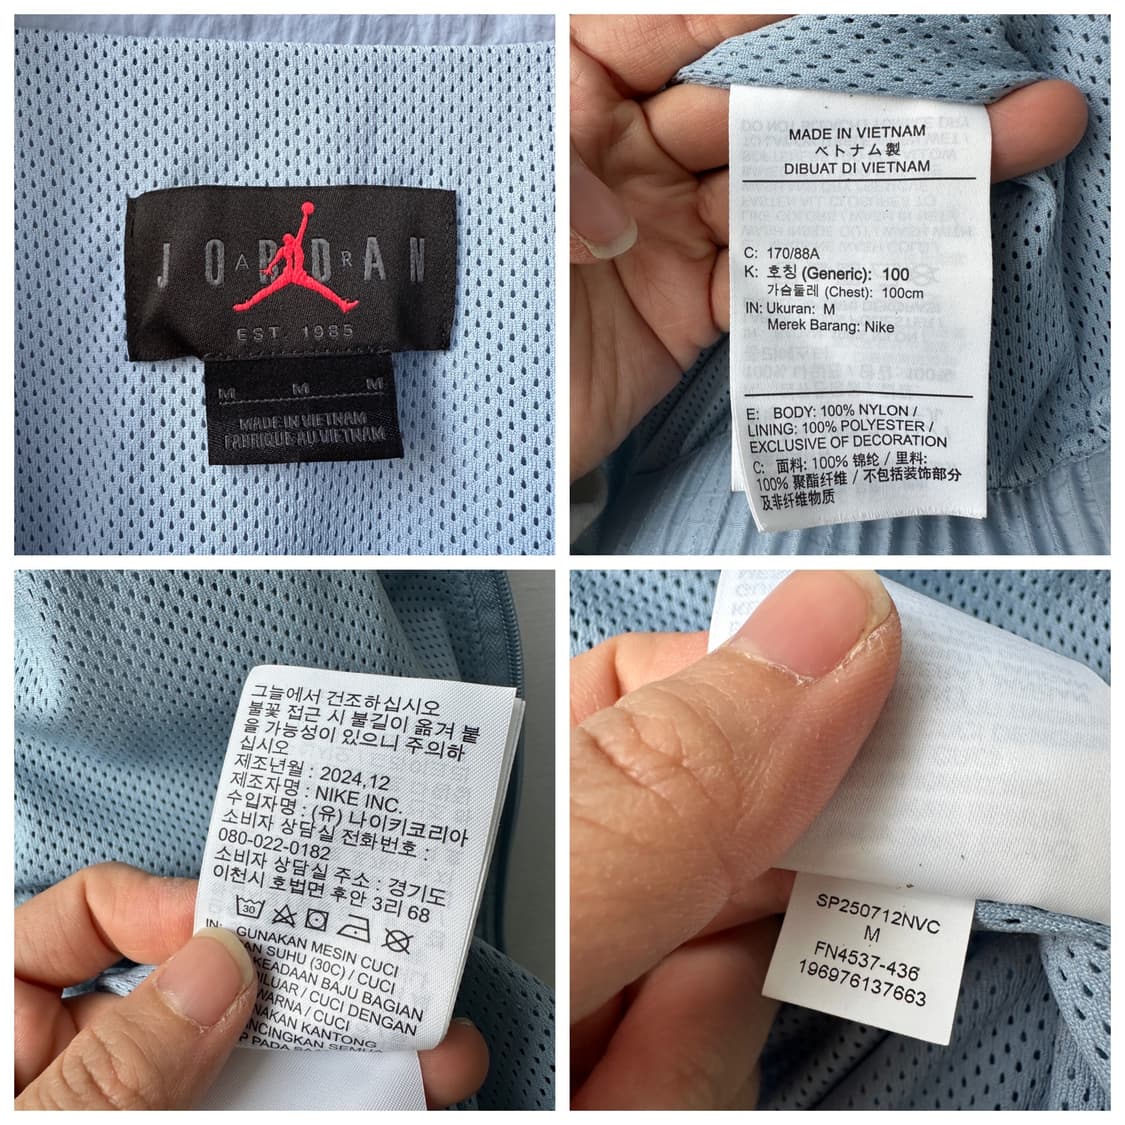 JORDAN
AIR
EST. 1985
M M M
MADE IN VIETNAM
FABRIQUE AU VIETNAM
MADE IN VIETNAM
ベトナム製
DIBUAT DI VIETNAM
C: 170/88A
K: 호칭 (Generic): 100
가슴둘레 (Chest): 100cm
IN: Ukuran: M
Merek Barang: Nike
E: BODY: 100% NYLON /
LINING: 100% POLYESTER /
EXCLUSIVE OF DECORATION
C: 面料: 100% 锦纶 / 里料:
100% 聚酯纤维 / 不包括装饰部分
及非纤维物质
그늘에서 건조하십시오
불꽃 접근 시 불길이 옮겨 붙
을 가능성이 있으니 주의하
십시오
제조년월 : 2024,12
제조자명 : NIKE INC.
수입자명 : (유) 나이키코리아
소비자 상담실 전화번호 :
080-022-0182
소비자 상담실 주소 : 경기도
이천시 호법면 후안 3리 68
30
IN: GUNAKAN MESIN CUCI
SUHU (30C) / CUCI
KEADAAN BAJU BAGIAN
/ CUCI DENGAN
WARNA / CUCI
KANTONG
PADA
SP250712NVC
M
FN4537-436
196976137663